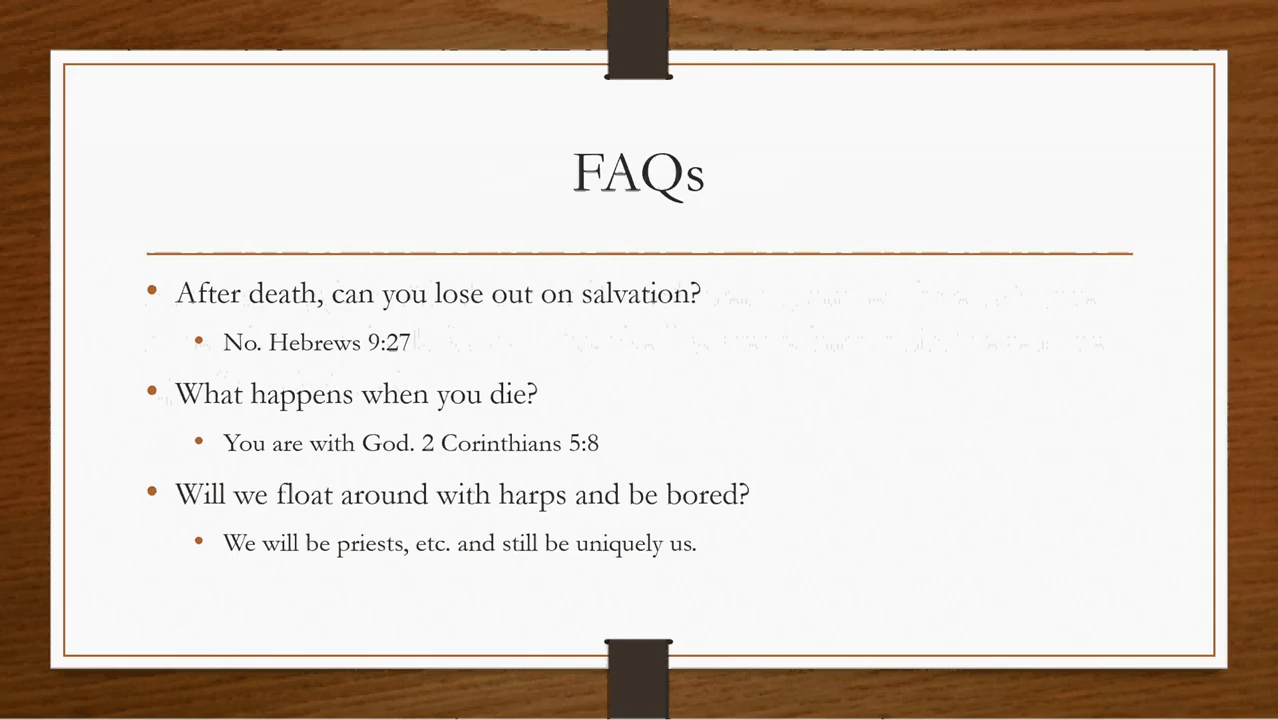 FAQs
After death, can you lose out on salvation?
No. Hebrews 9:27
What happens when you die?
You are with God. 2 Corinthians 5:8
Will we float around with harps and be bored?
We will be priests, etc. and still be uniquely us.